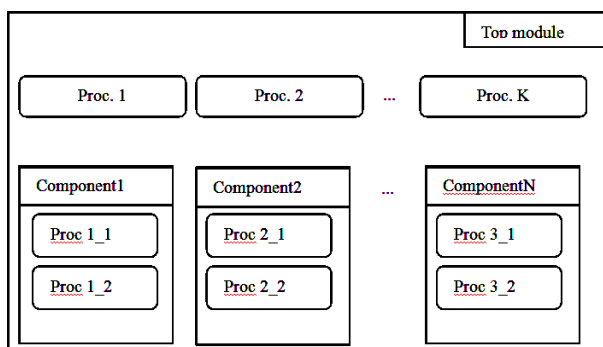 Top module
Proc. 1 Proc. 2 ... Proc. K
Component1 Component2 ... ComponentN
Proc 1_1 Proc 2_1 Proc 3_1
Proc 1_2 Proc 2_2 Proc 3_2